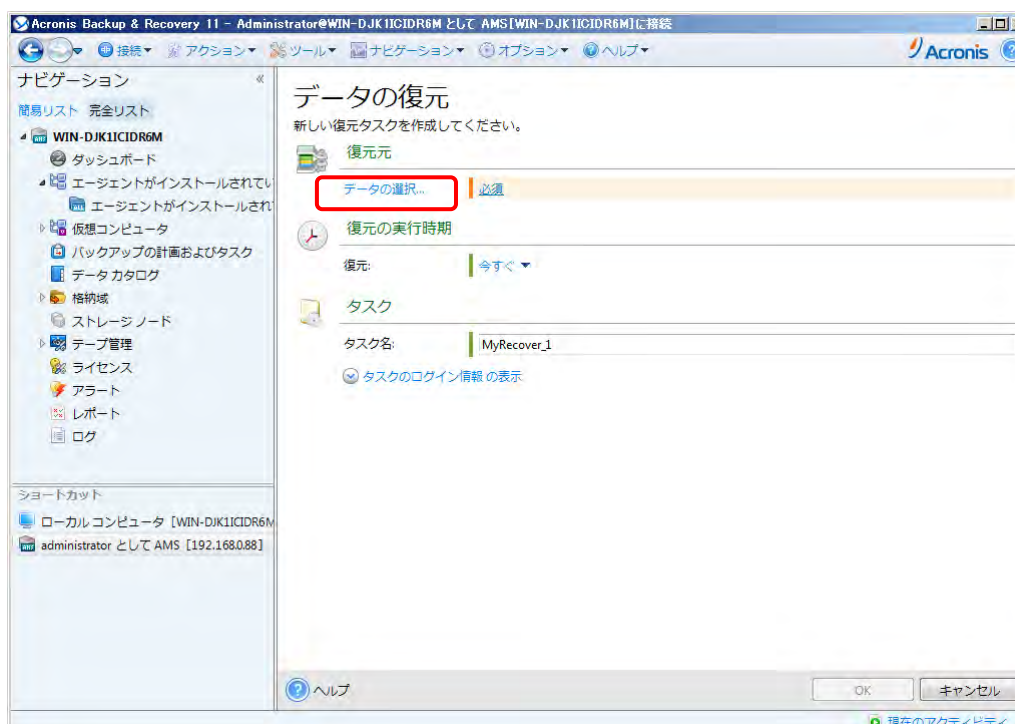 Acronis Backup & Recovery 11 - Administrator@WIN-DJK1ICIDR6M として AMS[WIN-DJK1ICIDR6M]に接続
接続 アクション ツール ナビゲーション オプション ヘルプ
Acronis
ナビゲーション
簡易リスト 完全リスト
WIN-DJK1ICIDR6M
ダッシュボード
エージェントがインストールされてい
エージェントがインストールされ
仮想コンピュータ
バックアップの計画およびタスク
データ カタログ
格納域
ストレージ ノード
テープ管理
ライセンス
アラート
レポート
ログ
ショートカット
ローカル コンピュータ [WIN-DJK1ICIDR6M
administrator として AMS [192.168.0.88]
データの復元
新しい復元タスクを作成してください。
復元元
データの選択... 必須
復元の実行時期
復元: 今すぐ
タスク
タスク名: MyRecover_1
タスクのログイン情報 の表示
ヘルプ
OK キャンセル
現在のアクティビティ